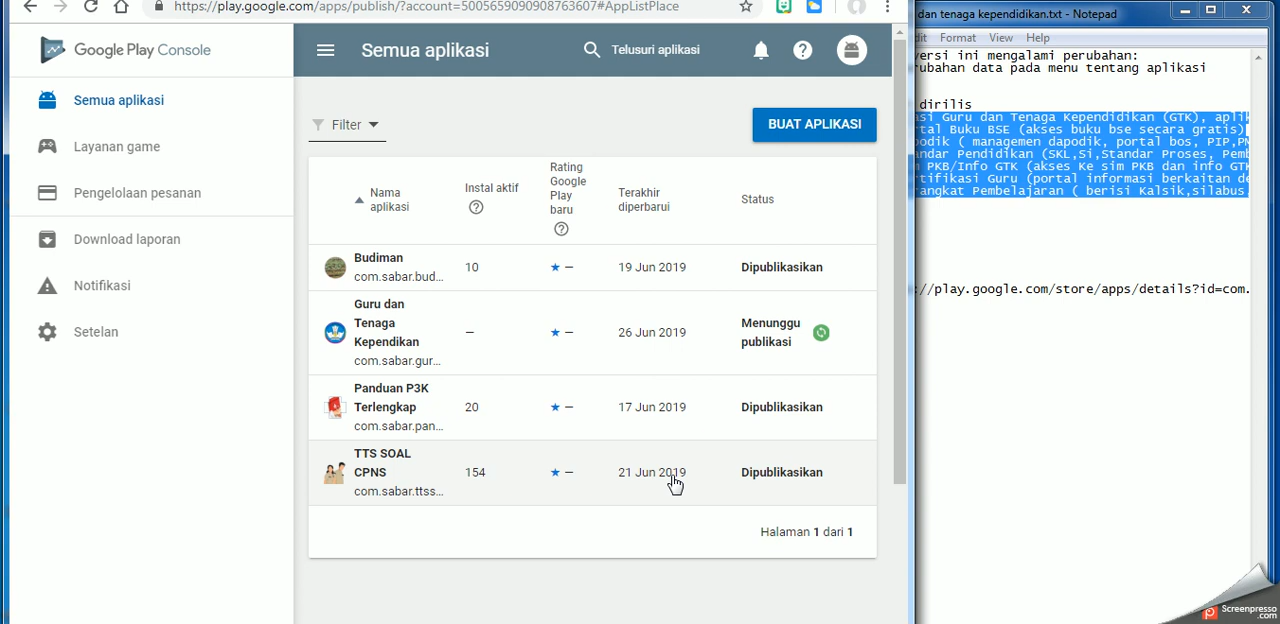 https://play.google.com/apps/publish/?account=5005659090908763607#AppListPlace
Google Play Console
Semua aplikasi
Layanan game
Pengelolaan pesanan
Download laporan
Notifikasi
Setelan
Semua aplikasi
Telusuri aplikasi
Filter
BUAT APLIKASI
Nama aplikasi
Instal aktif
Rating Google Play baru
Terakhir diperbarui
Status
Budiman
com.sabar.bud...
10
19 Jun 2019
Dipublikasikan
Guru dan
Tenaga
Kependikan
com.sabar.gur...
–
26 Jun 2019
Menunggu
publikasi
Panduan P3K
Terlengkap
com.sabar.pan...
20
17 Jun 2019
Dipublikasikan
TTS SOAL
CPNS
com.sabar.ttss...
154
21 Jun 2019
Dipublikasikan
Halaman 1 dari 1
dan tenaga kependidikan.txt - Notepad
Format View Help
versi ini mengalami perubahan:
rubahan data pada menu tentang aplikasi
dirilis
asi Guru dan Tenaga Kependidikan (GTK), aplik
rtal Buku BSE (akses buku bse secara gratis)
podik ( managemen dapodik, portal bos, PIP,PM
andar Pendidikan (SKL,Si,Standar Proses, Pemb
m PKB/Info GTK (akses Ke sim PKB dan info GTK
rtifikasi Guru (portal informasi berkaitan de
rangkat Pembelajaran ( berisi Kalsik,silabus,
://play.google.com/store/apps/details?id=com.
Screenpresso
.com